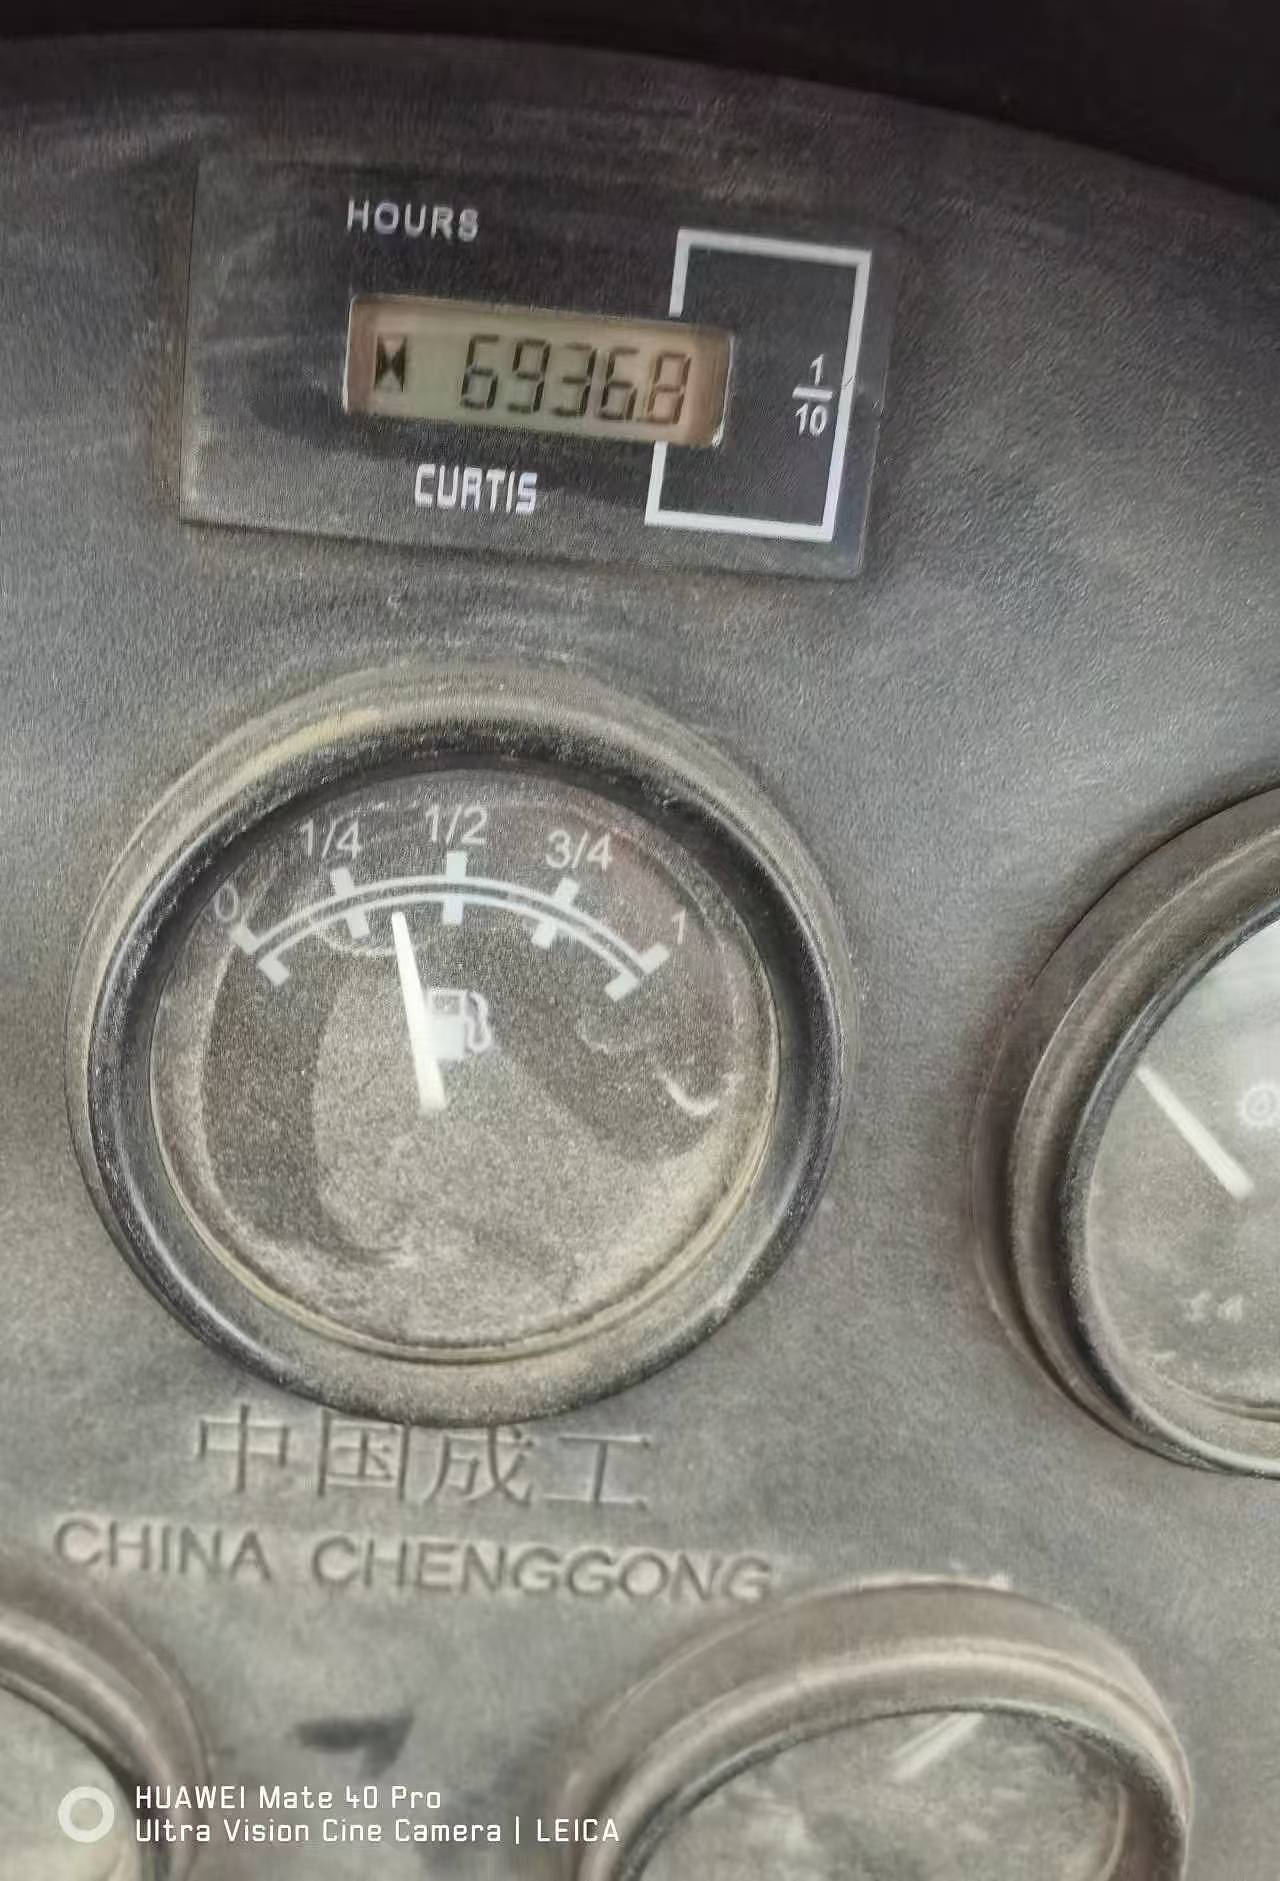 HOURS
6936.8
1/10
CURTIS
0 1/4 1/2 3/4 1
中国成工
CHINA CHENGGONG
HUAWEI Mate 40 Pro
Ultra Vision Cine Camera | LEICA